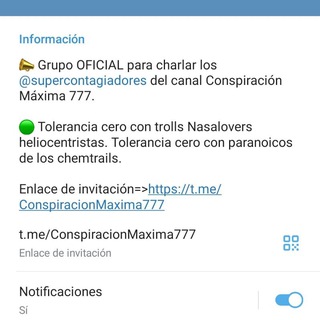 Información
📣 Grupo OFICIAL para charlar los
@supercontagiadores del canal Conspiración
Máxima 777.
🟢 Tolerancia cero con trolls Nasalovers
heliocentristas. Tolerancia cero con paranoicos
de los chemtrails.
Enlace de invitación=>https://t.me/
ConspiracionMaxima777
t.me/ConspiracionMaxima777
Enlace de invitación
Notificaciones
Sí